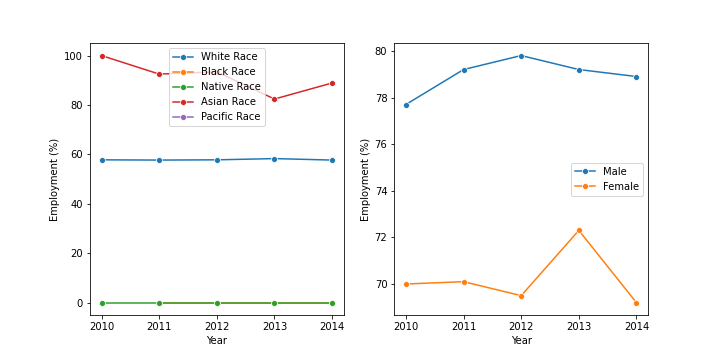 100
80
60
40
20
0
Employment (%)
2010 2011 2012 2013 2014
Year
White Race
Black Race
Native Race
Asian Race
Pacific Race
80
78
76
74
72
70
Employment (%)
2010 2011 2012 2013 2014
Year
Male
Female